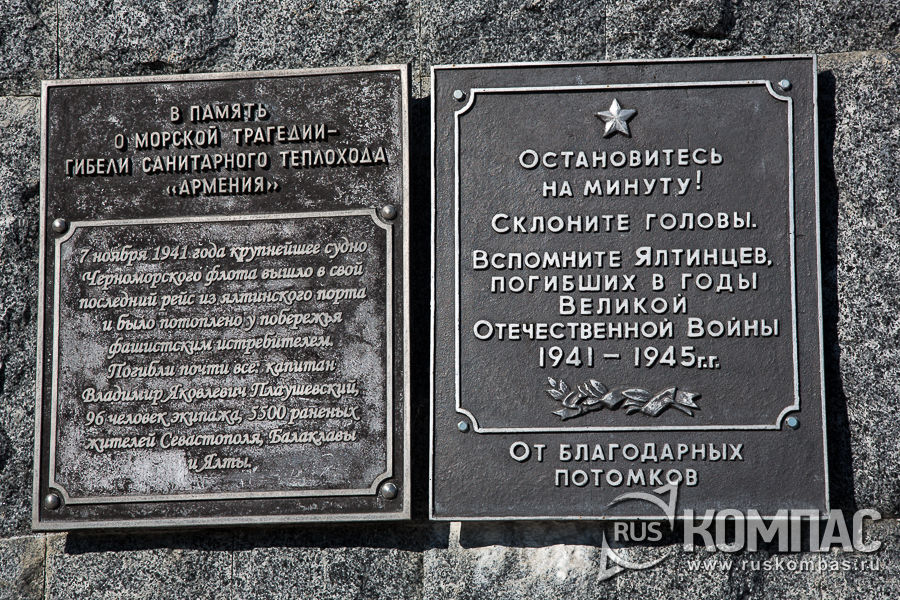 В ПАМЯТЬ
О МОРСКОЙ ТРАГЕДИИ–
ГИБЕЛИ САНИТАРНОГО ТЕПЛОХОДА
«АРМЕНИЯ»
7 ноября 1941 года крупнейшее судно
Черноморского флота вышло в свой
последний рейс из ялтинского порта
и было потоплено у побережья
фашистским истребителем.
Погибли почти все: капитан
Владимир Яковлевич Плаушевский,
96 человек экипажа, 5500 раненых
жителей Севастополя, Балаклавы
и Ялты.
ОСТАНОВИТЕСЬ
НА МИНУТУ!
СКЛОНИТЕ ГОЛОВЫ.
ВСПОМНИТЕ ЯЛТИНЦЕВ,
ПОГИБШИХ В ГОДЫ
ВЕЛИКОЙ
ОТЕЧЕСТВЕННОЙ ВОЙНЫ
1941 – 1945 г.г.
ОТ БЛАГОДАРНЫХ
ПОТОМКОВ
RUS КОМПАС
www.ruskombas.ru